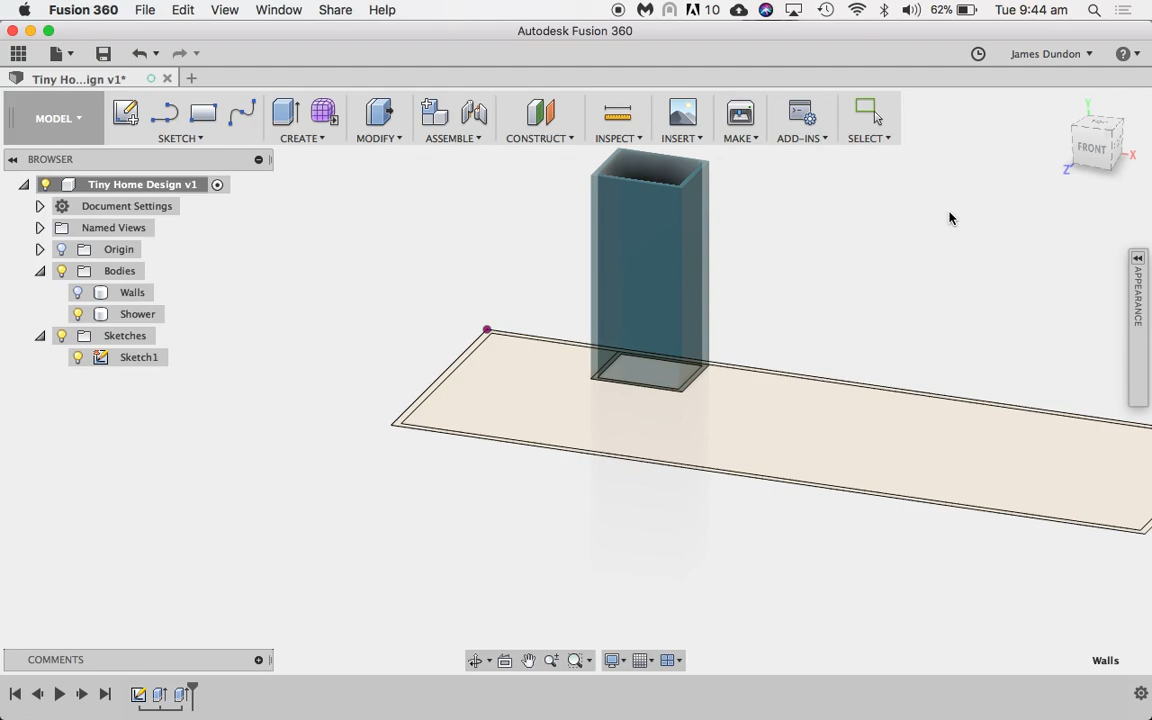 Fusion 360 File Edit View Window Share Help 10 62% Tue 9:44 am
Autodesk Fusion 360
James Dundon
Tiny Ho...ign v1*
MODEL
SKETCH CREATE MODIFY ASSEMBLE CONSTRUCT INSPECT INSERT MAKE ADD-INS SELECT
BROWSER
Tiny Home Design v1
Document Settings
Named Views
Origin
Bodies
Walls
Shower
Sketches
Sketch1
FRONT
Y
X
Z
APPEARANCE
COMMENTS
Walls